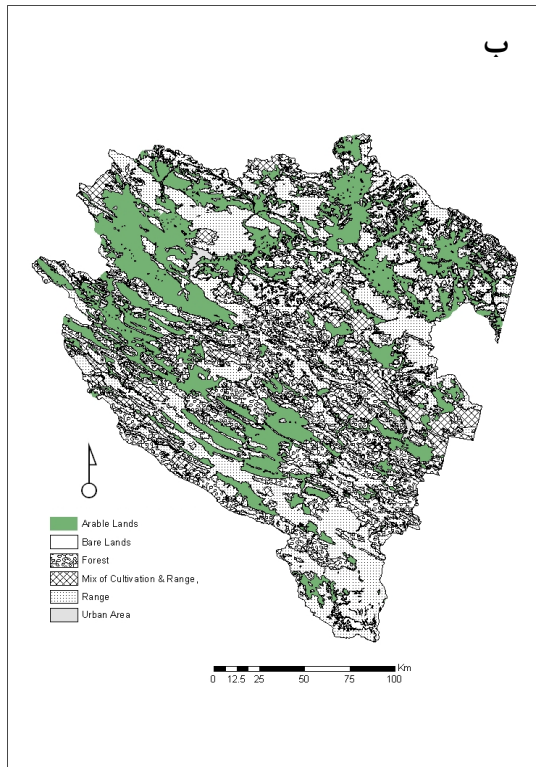 ب
Arable Lands
Bare Lands
Forest
Mix of Cultivation & Range,
Range
Urban Area
Km
0 12.5 25 50 75 100